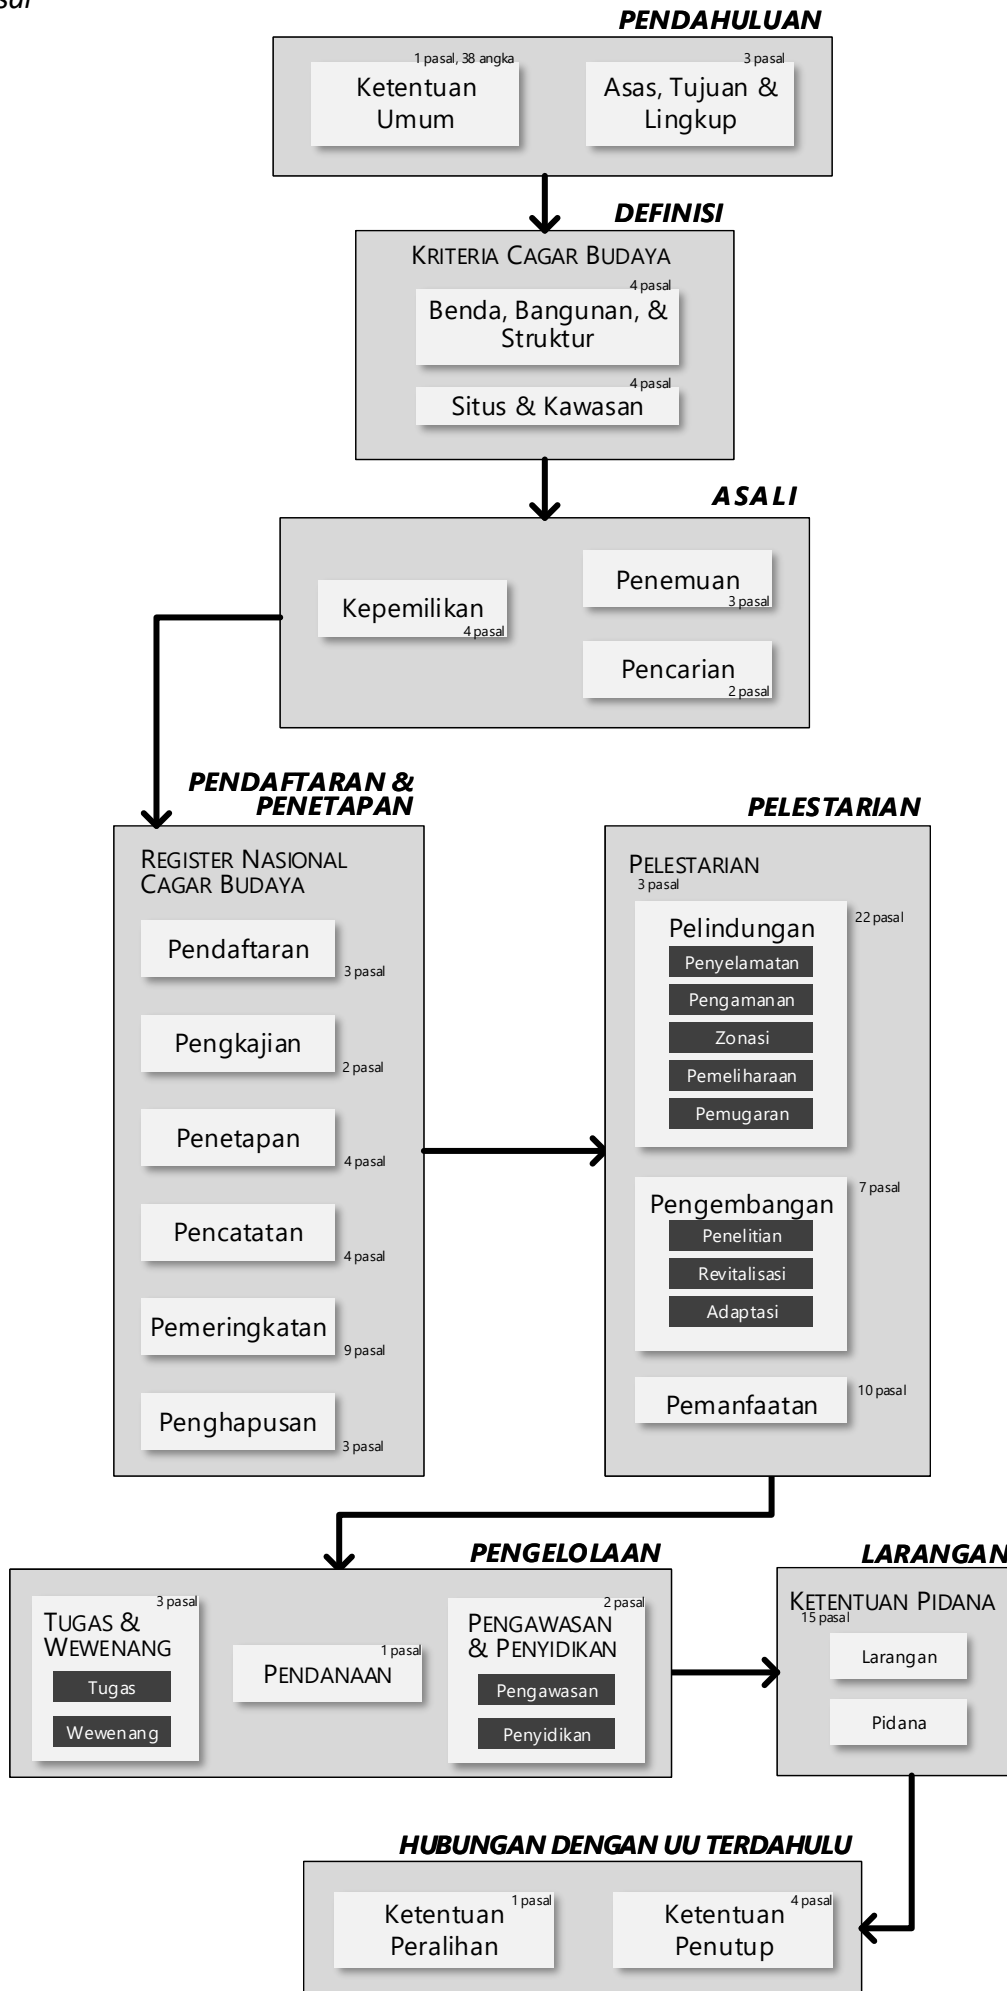 PENDAHULUAN
1 pasal, 38 angka
Ketentuan
Umum
3 pasal
Asas, Tujuan &
Lingkup
DEFINISI
KRITERIA CAGAR BUDAYA
4 pasal
Benda, Bangunan, &
Struktur
4 pasal
Situs & Kawasan
ASALI
Kepemilikan
4 pasal
Penemuan
3 pasal
Pencarian
2 pasal
PENDAFTARAN &
PENETAPAN
REGISTER NASIONAL
CAGAR BUDAYA
Pendaftaran
3 pasal
Pengkajian
2 pasal
Penetapan
4 pasal
Pencatatan
4 pasal
Pemeringkatan
9 pasal
Penghapusan
3 pasal
PELESTARIAN
PELESTARIAN
3 pasal
22 pasal
Pelindungan
Penyelamatan
Pengamanan
Zonasi
Pemeliharaan
Pemugaran
7 pasal
Pengembangan
Penelitian
Revitalisasi
Adaptasi
10 pasal
Pemanfaatan
PENGELOLAAN
3 pasal
TUGAS &
WEWENANG
Tugas
Wewenang
1 pasal
PENDANAAN
2 pasal
PENGAWASAN
& PENYIDIKAN
Pengawasan
Penyidikan
LARANGAN
KETENTUAN PIDANA
15 pasal
Larangan
Pidana
HUBUNGAN DENGAN UU TERDAHULU
1 pasal
Ketentuan
Peralihan
4 pasal
Ketentuan
Penutup